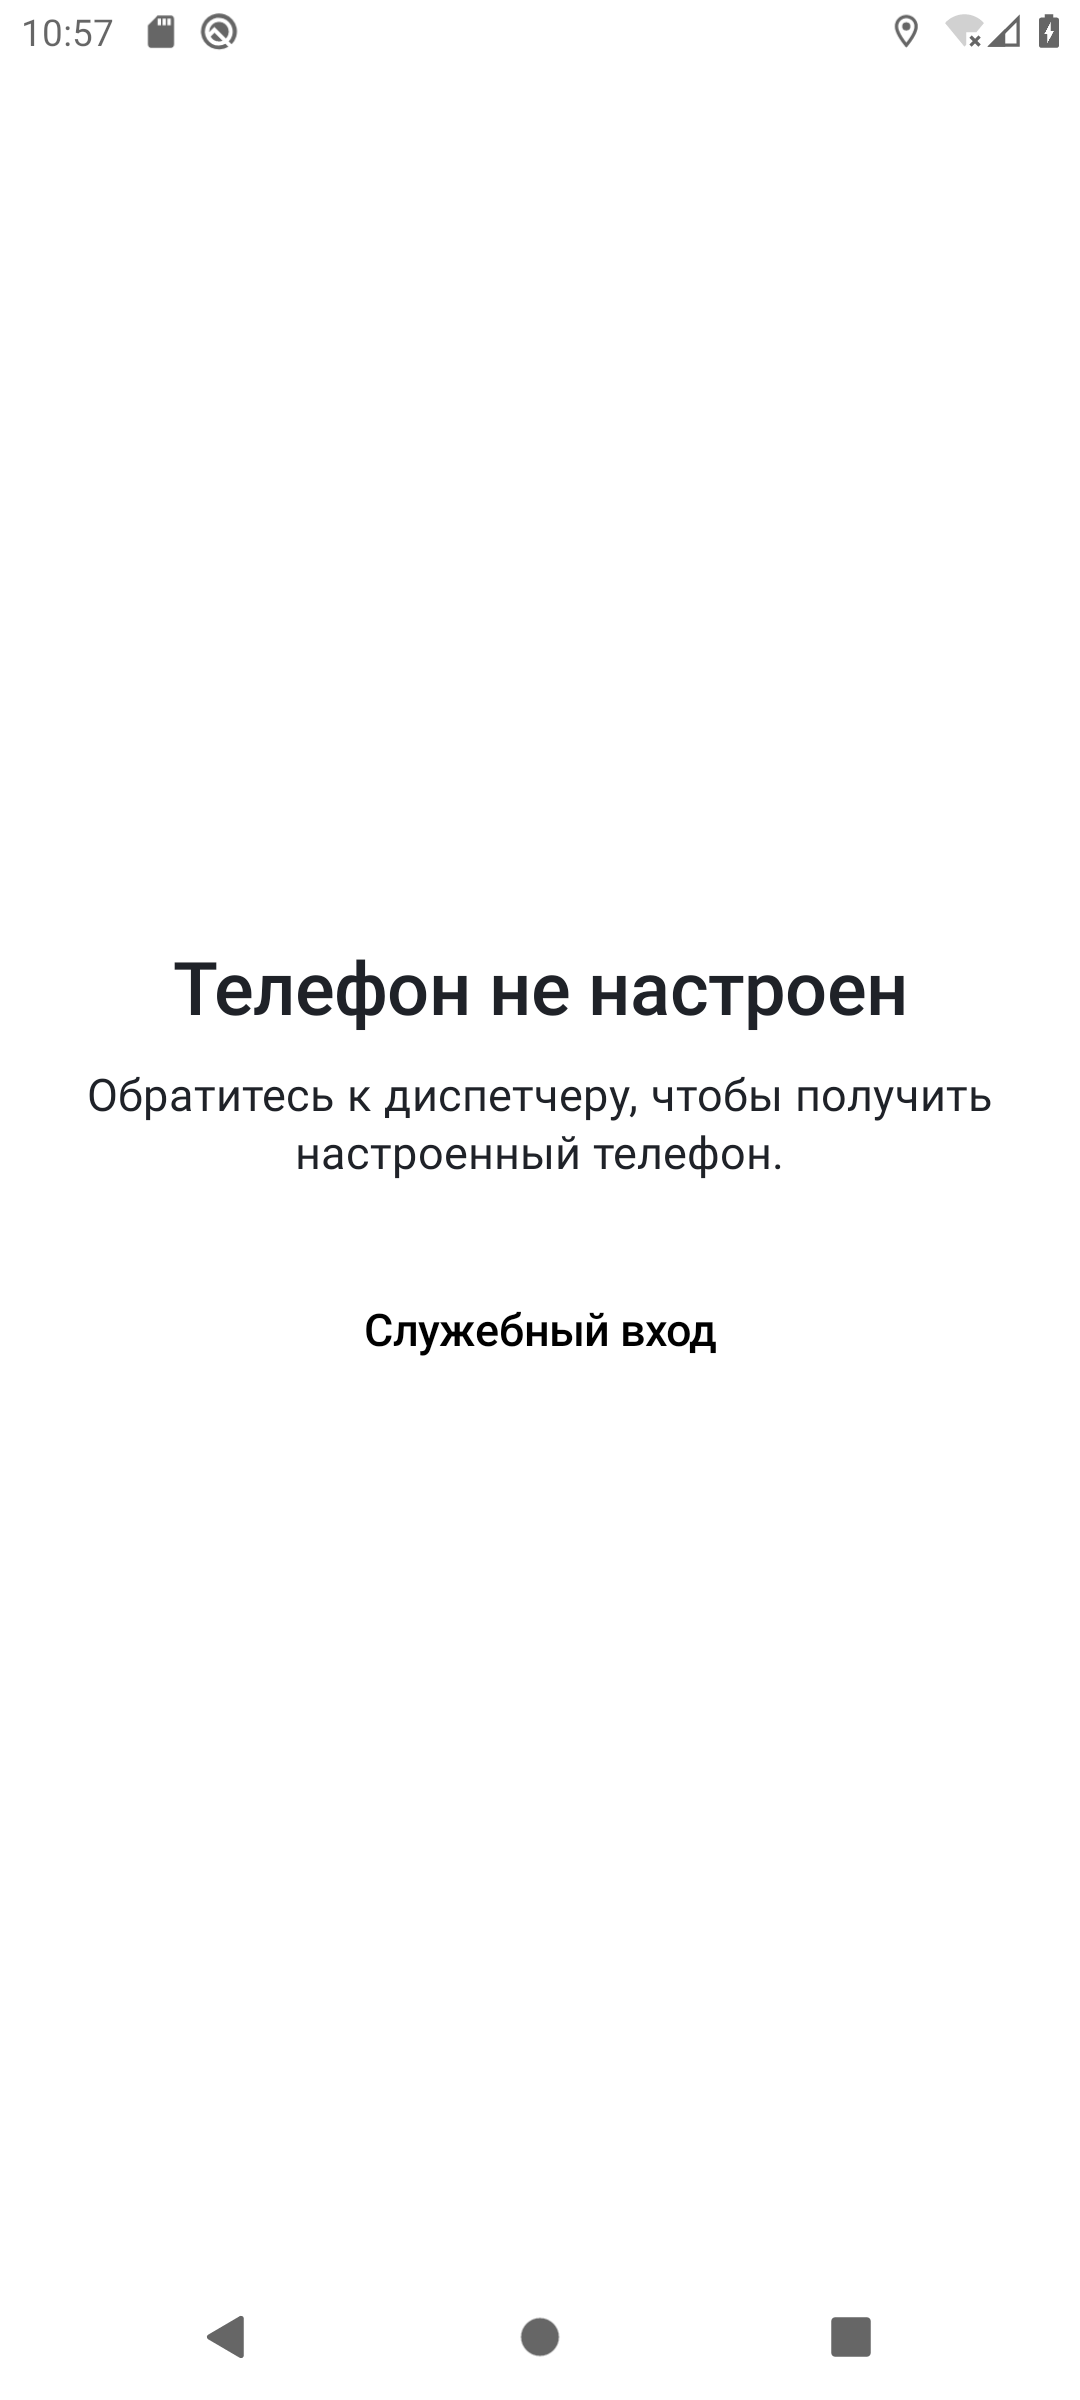 10:57
Телефон не настроен
Обратитесь к диспетчеру, чтобы получить
настроенный телефон.
Служебный вход